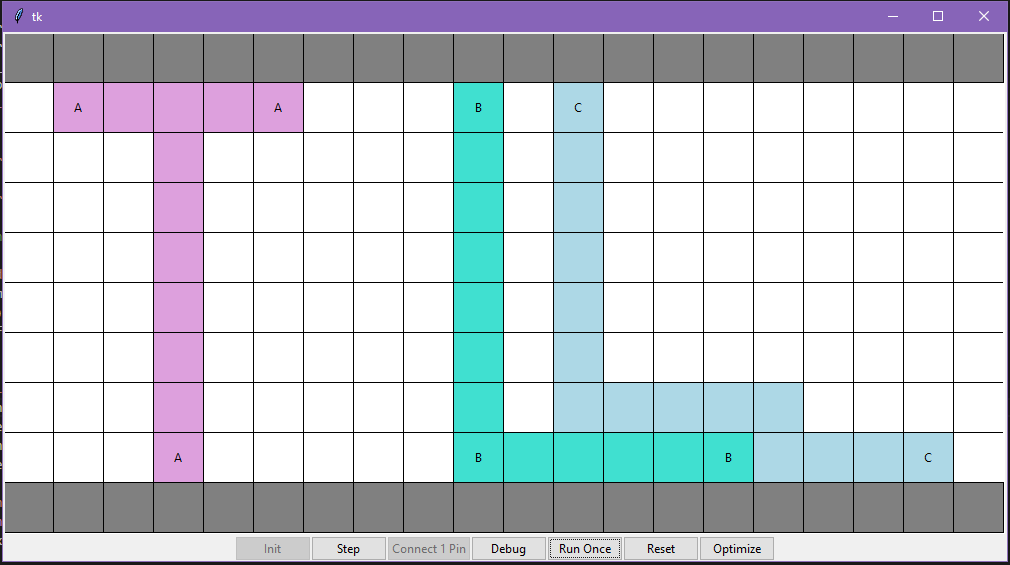 tk
A A B C
A B B C
Init Step Connect 1 Pin Debug Run Once Reset Optimize